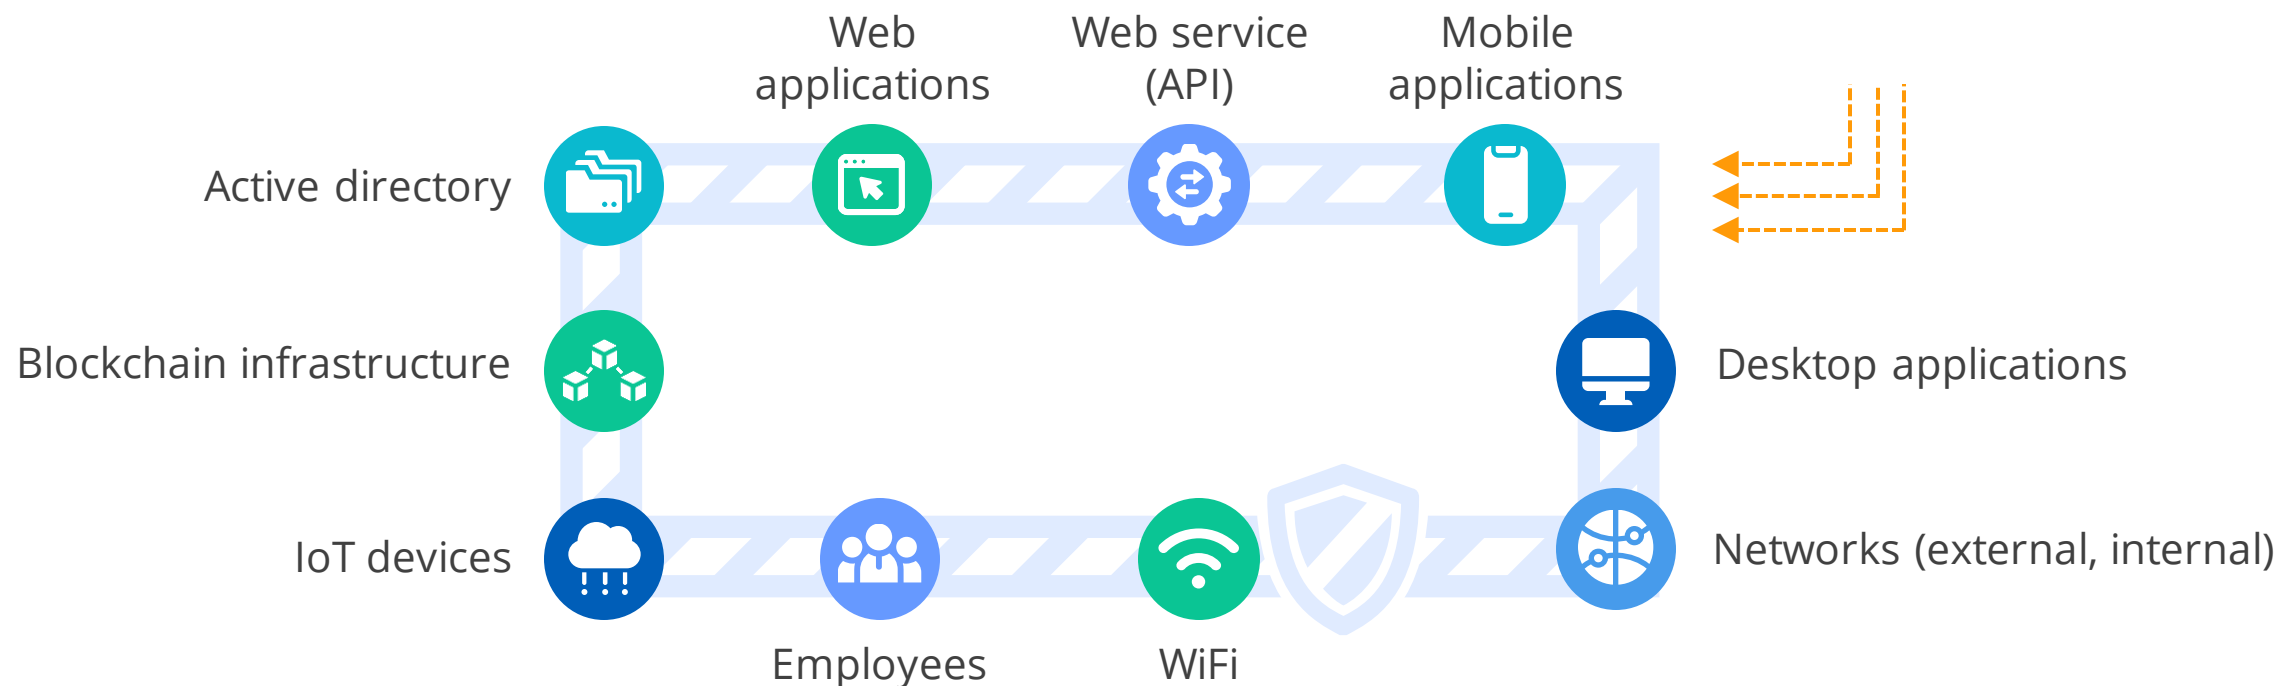 Web
applications
Web service
(API)
Mobile
applications
Active directory
Blockchain infrastructure
Desktop applications
IoT devices
Networks (external, internal)
Employees
WiFi